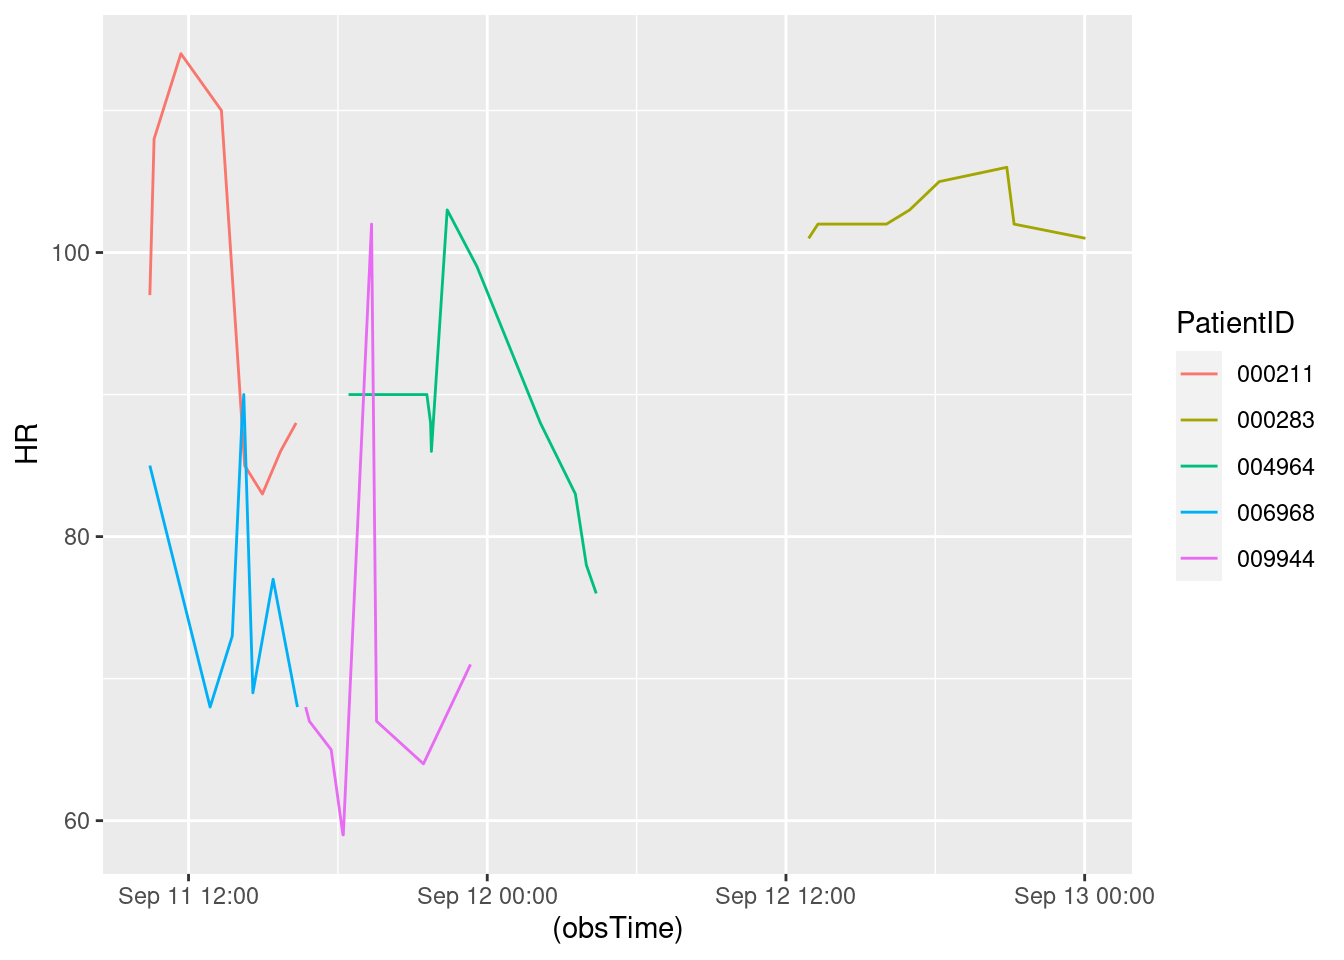 HR
100
80
60
Sep 11 12:00
Sep 12 00:00
Sep 12 12:00
Sep 13 00:00
(obsTime)
PatientID
000211
000283
004964
006968
009944